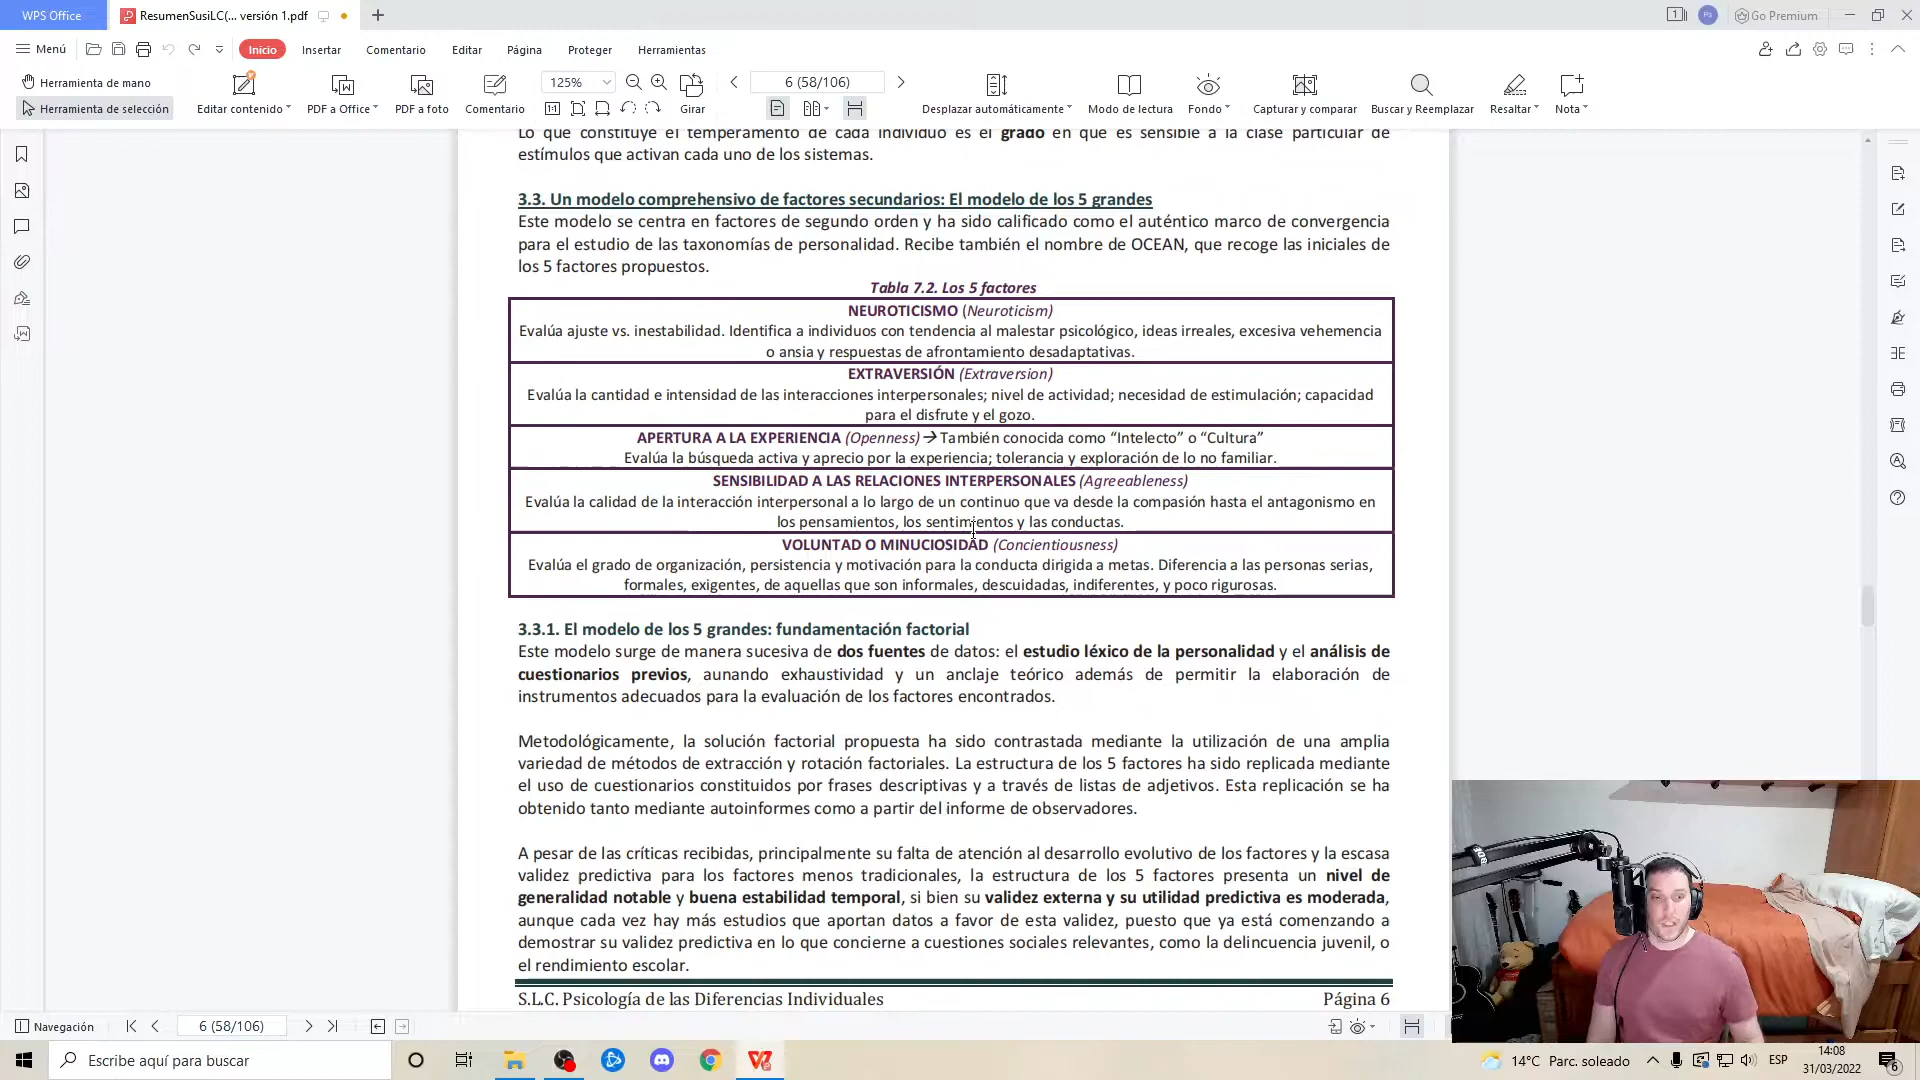 WPS Office
ResumenSusiLC(... versión 1.pdf
Go Premium
Menú
Inicio
Insertar
Comentario
Editar
Página
Proteger
Herramientas
Herramienta de mano
Herramienta de selección
Editar contenido
PDF a Office
PDF a foto
Comentario
125%
Girar
6 (58/106)
Desplazar automáticamente
Modo de lectura
Fondo
Capturar y comparar
Buscar y Reemplazar
Resaltar
Nota
Lo que constituye el temperamento de cada individuo es el grado en que es sensible a la clase particular de
estímulos que activan cada uno de los sistemas.
3.3. Un modelo comprehensivo de factores secundarios: El modelo de los 5 grandes
Este modelo se centra en factores de segundo orden y ha sido calificado como el auténtico marco de convergencia
para el estudio de las taxonomías de personalidad. Recibe también el nombre de OCEAN, que recoge las iniciales de
los 5 factores propuestos.
Tabla 7.2. Los 5 factores
NEUROTICISMO (Neuroticism)
Evalúa ajuste vs. inestabilidad. Identifica a individuos con tendencia al malestar psicológico, ideas irreales, excesiva vehemencia
o ansia y respuestas de afrontamiento desadaptativas.
EXTRAVERSIÓN (Extraversion)
Evalúa la cantidad e intensidad de las interacciones interpersonales; nivel de actividad; necesidad de estimulación; capacidad
para el disfrute y el gozo.
APERTURA A LA EXPERIENCIA (Openness) → También conocida como “Intelecto” o “Cultura”
Evalúa la búsqueda activa y aprecio por la experiencia; tolerancia y exploración de lo no familiar.
SENSIBILIDAD A LAS RELACIONES INTERPERSONALES (Agreeableness)
Evalúa la calidad de la interacción interpersonal a lo largo de un continuo que va desde la compasión hasta el antagonismo en
los pensamientos, los sentimientos y las conductas.
VOLUNTAD O MINUCIOSIDAD (Concientiousness)
Evalúa el grado de organización, persistencia y motivación para la conducta dirigida a metas. Diferencia a las personas serias,
formales, exigentes, de aquellas que son informales, descuidadas, indiferentes, y poco rigurosas.
3.3.1. El modelo de los 5 grandes: fundamentación factorial
Este modelo surge de manera sucesiva de dos fuentes de datos: el estudio léxico de la personalidad y el análisis de
cuestionarios previos, aunando exhaustividad y un anclaje teórico además de permitir la elaboración de
instrumentos adecuados para la evaluación de los factores encontrados.
Metodológicamente, la solución factorial propuesta ha sido contrastada mediante la utilización de una amplia
variedad de métodos de extracción y rotación factoriales. La estructura de los 5 factores ha sido replicada mediante
el uso de cuestionarios constituidos por frases descriptivas y a través de listas de adjetivos. Esta replicación se ha
obtenido tanto mediante autoinformes como a partir del informe de observadores.
A pesar de las críticas recibidas, principalmente su falta de atención al desarrollo evolutivo de los factores y la escasa
validez predictiva para los factores menos tradicionales, la estructura de los 5 factores presenta un nivel de
generalidad notable y buena estabilidad temporal, si bien su validez externa y su utilidad predictiva es moderada,
aunque cada vez hay más estudios que aportan datos a favor de esta validez, puesto que ya está comenzando a
demostrar su validez predictiva en lo que concierne a cuestiones sociales relevantes, como la delincuencia juvenil, o
el rendimiento escolar.
S.L.C. Psicología de las Diferencias Individuales
Página 6
Navegación
6 (58/106)
Escribe aquí para buscar
14°C Parc. soleado
ESP
14:08
31/03/2022